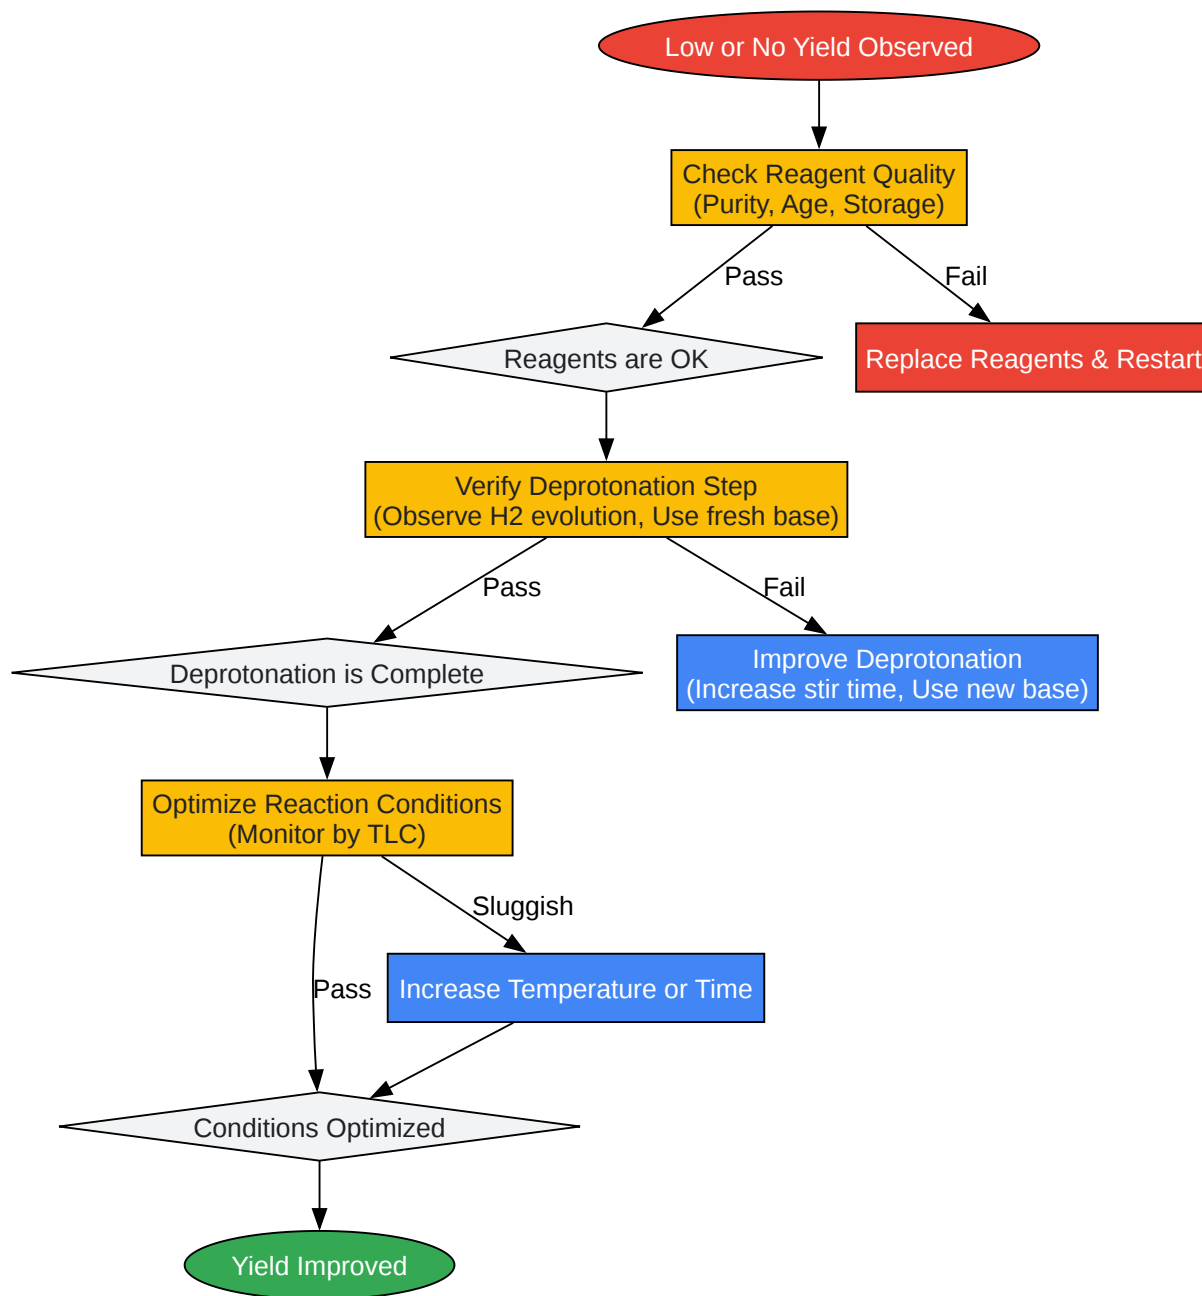 Low or No Yield Observed
Check Reagent Quality
(Purity, Age, Storage)
Pass
Fail
Reagents are OK
Replace Reagents & Restart
Verify Deprotonation Step
(Observe H2 evolution, Use fresh base)
Pass
Fail
Deprotonation is Complete
Improve Deprotonation
(Increase stir time, Use new base)
Optimize Reaction Conditions
(Monitor by TLC)
Sluggish
Pass
Increase Temperature or Time
Conditions Optimized
Yield Improved